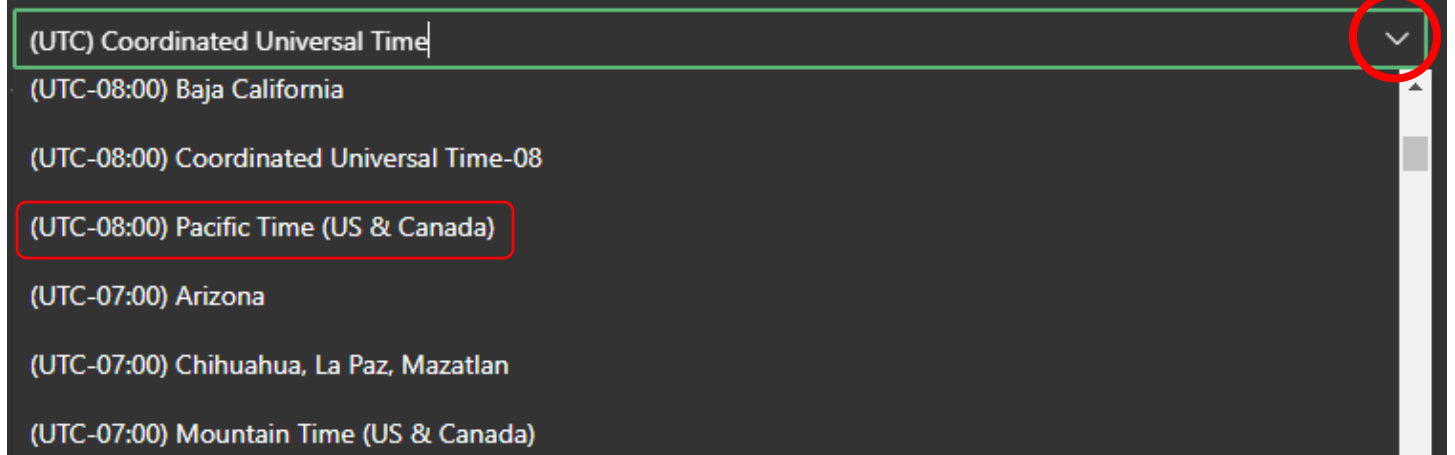 (UTC) Coordinated Universal Time
(UTC-08:00) Baja California
(UTC-08:00) Coordinated Universal Time-08
(UTC-08:00) Pacific Time (US & Canada)
(UTC-07:00) Arizona
(UTC-07:00) Chihuahua, La Paz, Mazatlan
(UTC-07:00) Mountain Time (US & Canada)